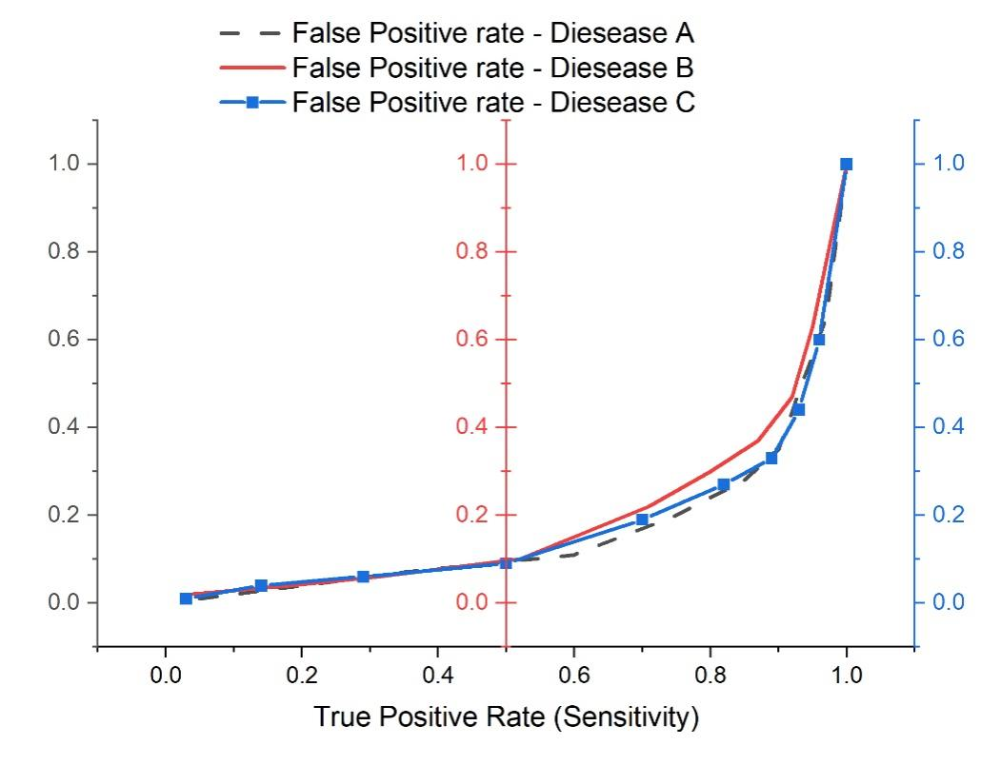 False Positive rate - Diesease A
False Positive rate - Diesease B
False Positive rate - Diesease C
1.0 1.0 1.0
0.8 0.8 0.8
0.6 0.6 0.6
0.4 0.4 0.4
0.2 0.2 0.2
0.0 0.0 0.0
0.0 0.2 0.4 0.6 0.8 1.0
True Positive Rate (Sensitivity)